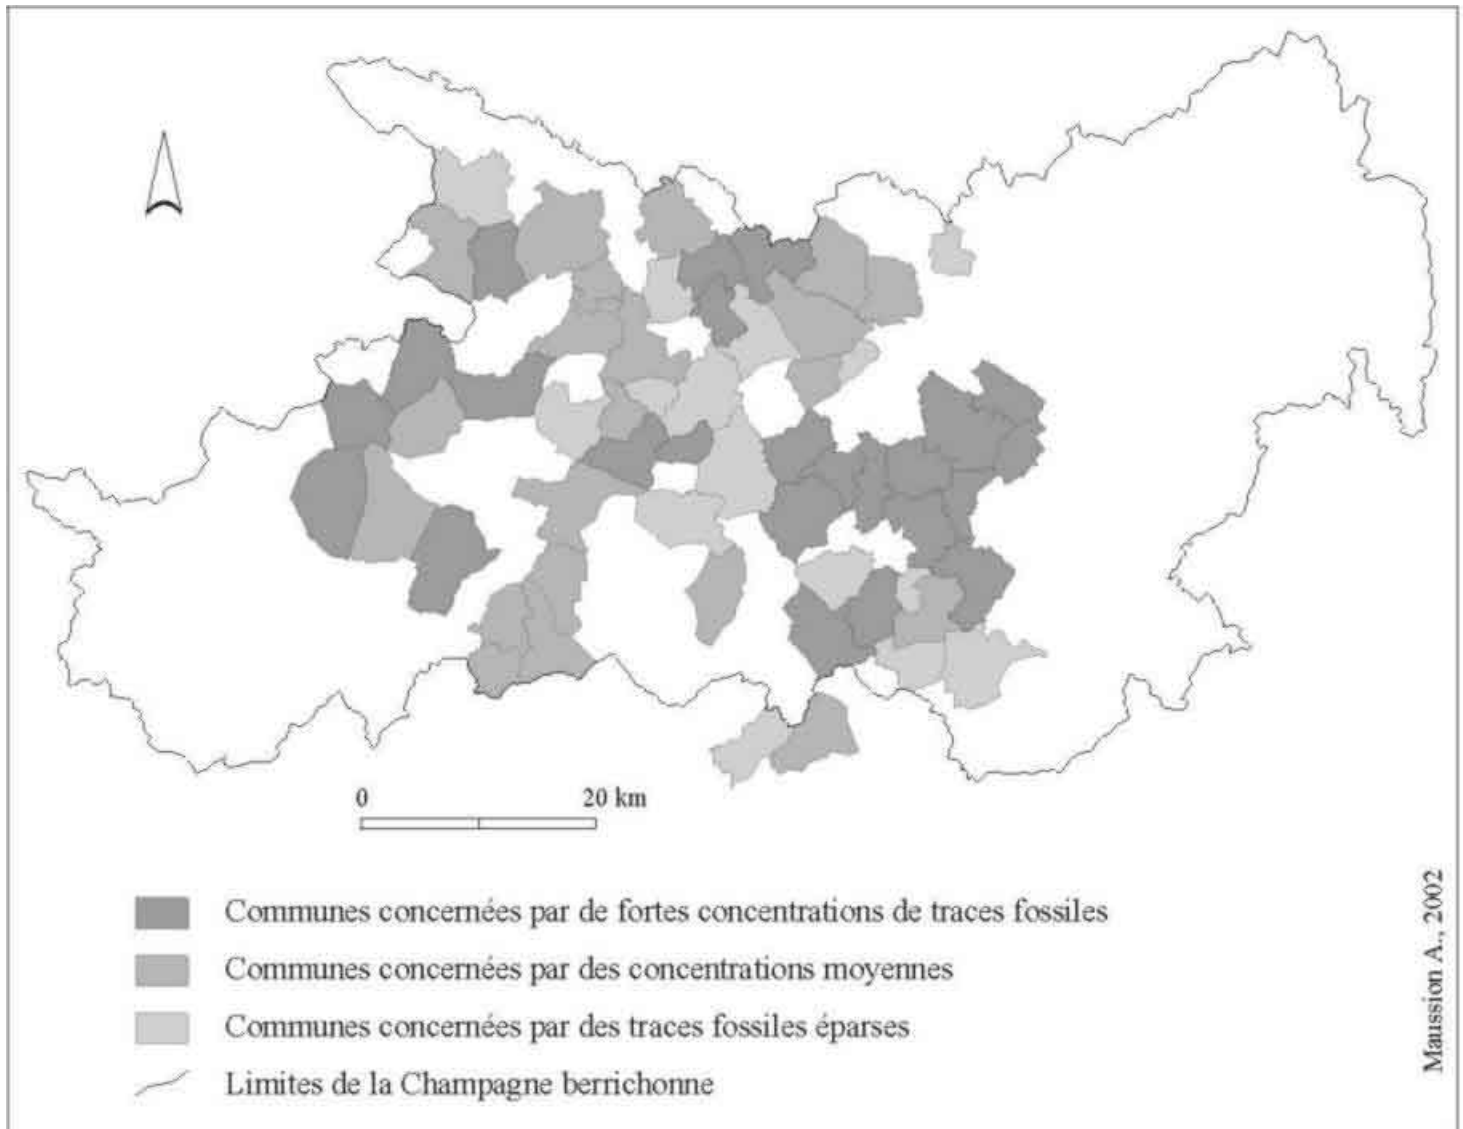 0 20 km
Communes concernées par de fortes concentrations de traces fossiles
Communes concernées par des concentrations moyennes
Communes concernées par des traces fossiles éparses
Limites de la Champagne berrichonne
Maussion A., 2002